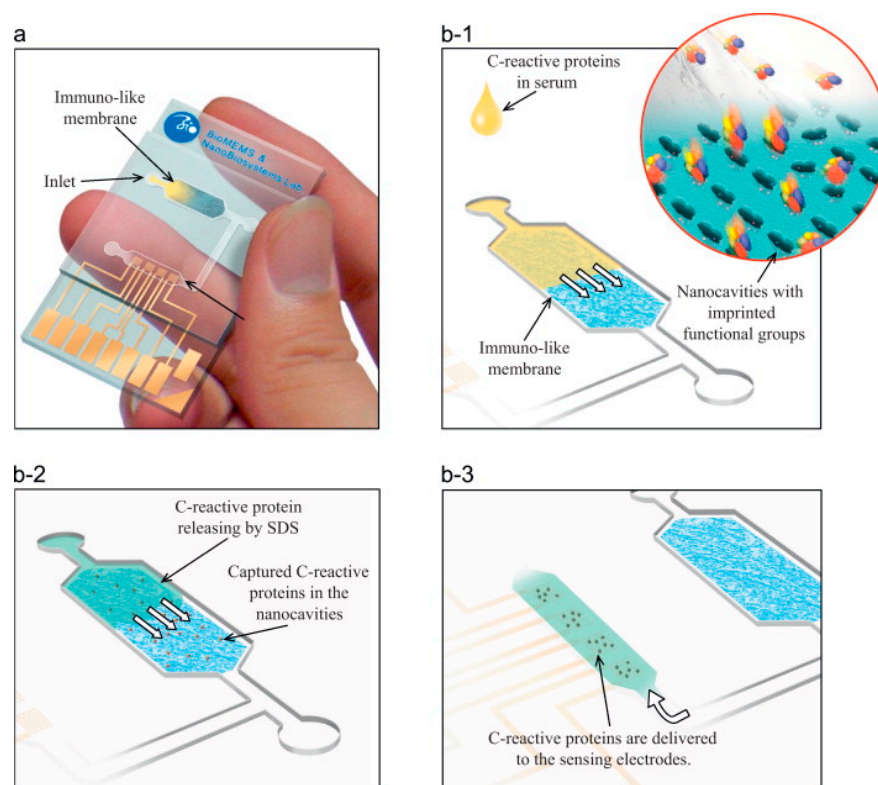 a
Immuno-like
membrane
Inlet
BioMEMS &
NanoBiosystems Lab.
b-1
C-reactive proteins
in serum
Nanocavities with
imprinted
functional groups
Immuno-like
membrane
b-2
C-reactive protein
releasing by SDS
Captured C-reactive
proteins in the
nanocavities
b-3
C-reactive proteins are delivered
to the sensing electrodes.